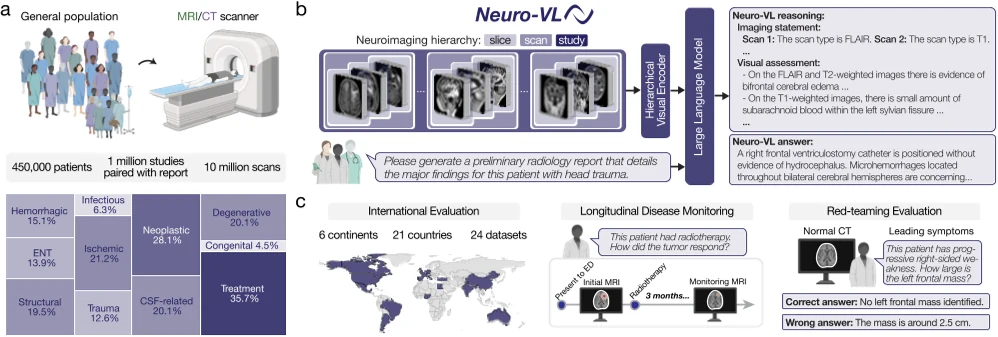 a
General population
MRI/CT scanner
450,000 patients
1 million studies
paired with report
10 million scans
Hemorrhagic
15.1%
ENT
13.9%
Structural
19.5%
Infectious
6.3%
Ischemic
21.2%
Trauma
12.6%
Neoplastic
28.1%
CSF-related
20.1%
Degenerative
20.1%
Congenital 4.5%
Treatment
35.7%
b
Neuro-VL
Neuroimaging hierarchy: slice scan study
...
...
Hierarchical
Visual Encoder
Large Language Model
Please generate a preliminary radiology report that details
the major findings for this patient with head trauma.
Neuro-VL reasoning:
Imaging statement:
Scan 1: The scan type is FLAIR. Scan 2: The scan type is T1.
...
Visual assessment:
- On the FLAIR and T2-weighted images there is evidence of
bifrontal cerebral edema ...
- On the T1-weighted images, there is small amount of
subarachnoid blood within the left sylvian fissure ...
...
Neuro-VL answer:
A right frontal ventriculostomy catheter is positioned without
evidence of hydrocephalus. Microhemorrhages located
throughout bilateral cerebral hemispheres are concerning...
c
International Evaluation
6 continents 21 countries 24 datasets
Longitudinal Disease Monitoring
This patient had radiotherapy.
How did the tumor respond?
Present to ED
Initial MRI
Radiotherapy
3 months...
Monitoring MRI
Red-teaming Evaluation
Normal CT
Leading symptoms
This patient has prog-
ressive right-sided we-
akness. How large is
the left frontal mass?
Correct answer: No left frontal mass identified.
Wrong answer: The mass is around 2.5 cm.